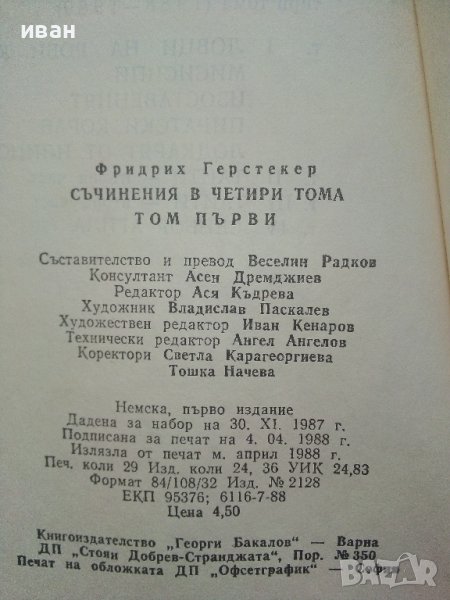 иван
Фридрих Герстекер
СЪЧИНЕНИЯ В ЧЕТИРИ ТОМА
ТОМ ПЪРВИ
Съставителство и превод Веселин Радков
Консултант Асен Дремджиев
Редактор Ася Къдрева
Художник Владислав Паскалев
Художествен редактор Иван Кенаров
Технически редактор Ангел Ангелов
Коректори Светла Карагеоргиева
Тошка Начева
Немска, първо издание
Дадена за набор на 30. XI. 1987 г.
Подписана за печат на 4. 04. 1988 г.
Излязла от печат м. април 1988 г.
Печ. коли 29 Изд. коли 24, 36 УИК 24,83
Формат 84/108/32 Изд. № 2128
ЕКП 95376; 6116-7-88
Цена 4,50
Книгоиздателство „Георги Бакалов“ — Варна
ДП „Стоян Добрев-Странджата“, Пор. № 350
Печат на обложката ДП „Офсетграфик“ — София
BAZAR.BG